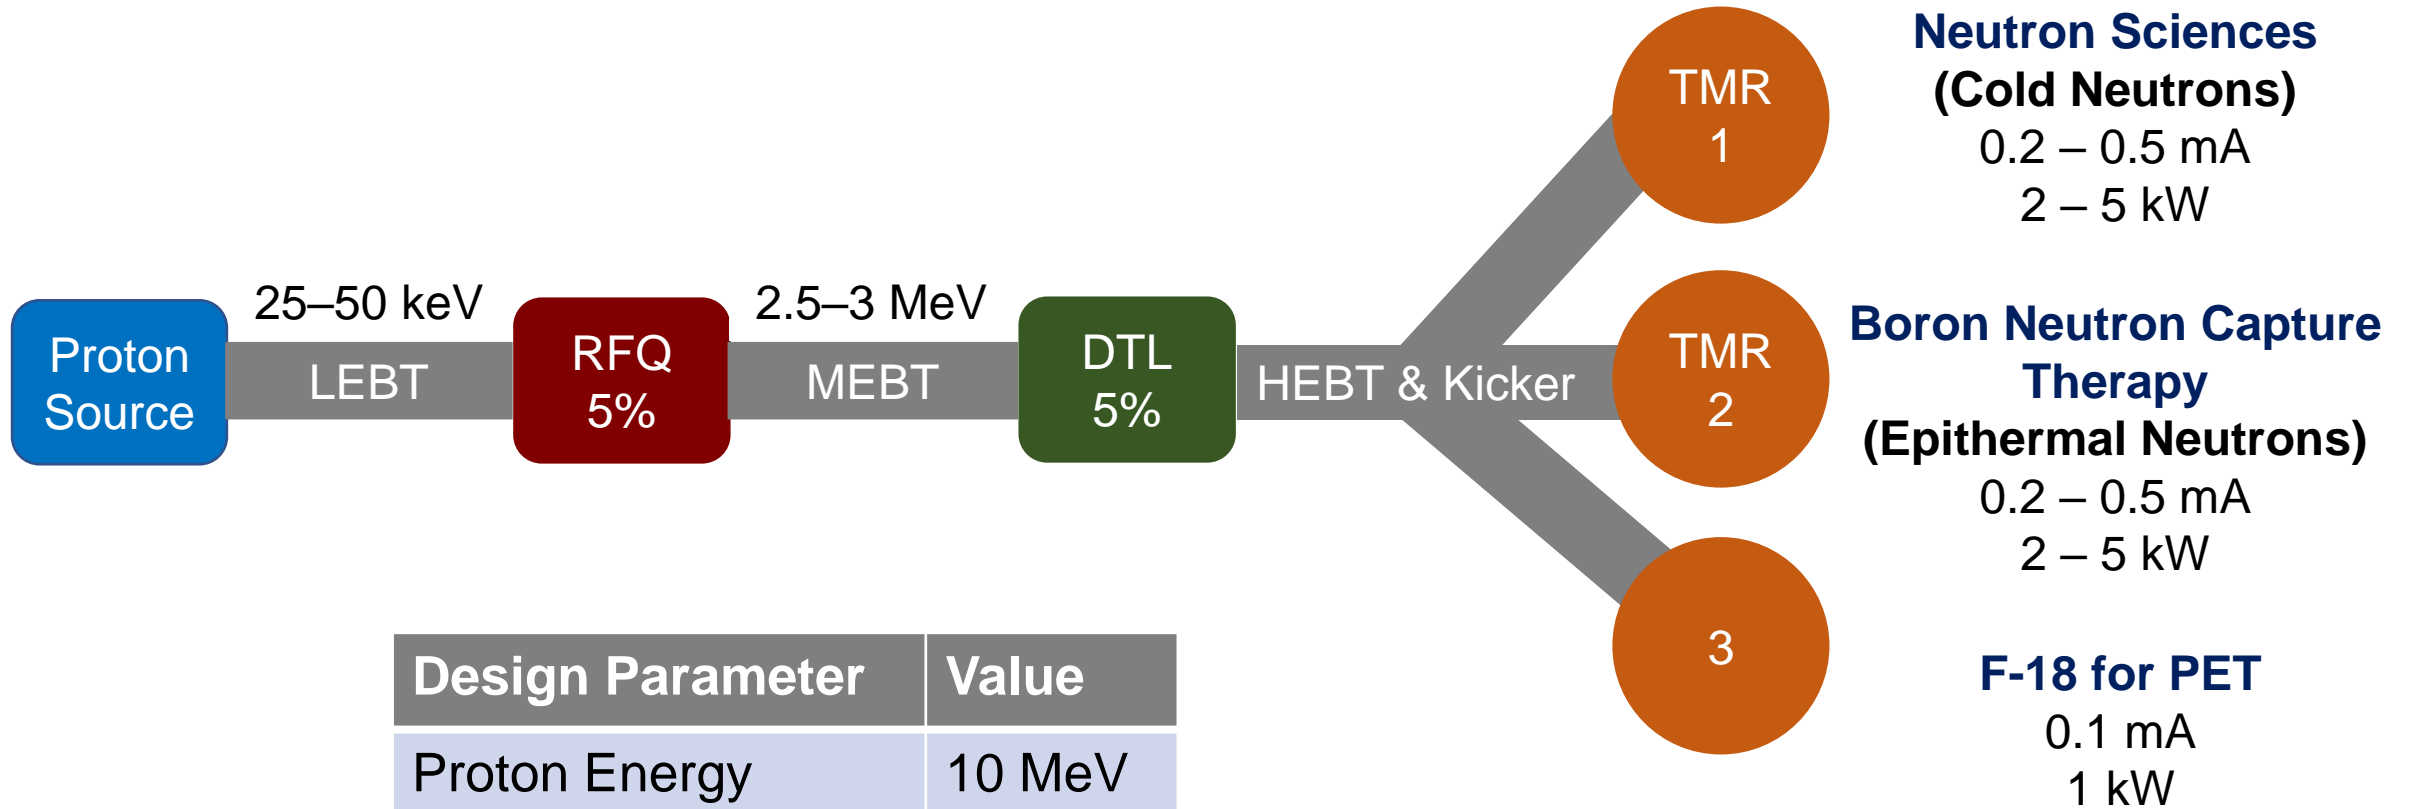 Proton
Source
25–50 keV
LEBT
RFQ
5%
2.5–3 MeV
MEBT
DTL
5%
HEBT & Kicker
TMR
1
Neutron Sciences
(Cold Neutrons)
0.2 – 0.5 mA
2 – 5 kW
TMR
2
Boron Neutron Capture
Therapy
(Epithermal Neutrons)
0.2 – 0.5 mA
2 – 5 kW
3
F-18 for PET
0.1 mA
1 kW
Design Parameter Value
Proton Energy 10 MeV